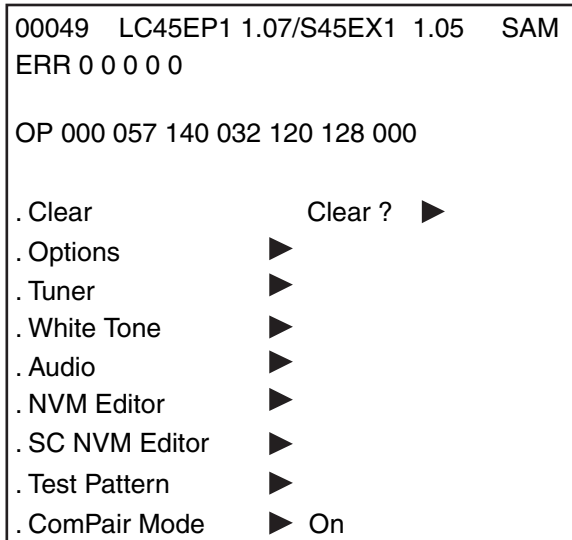 00049 LC45EP1 1.07/S45EX1 1.05 SAM
ERR 0 0 0 0 0
OP 000 057 140 032 120 128 000
. Clear Clear ? ▶
. Options ▶
. Tuner ▶
. White Tone ▶
. Audio ▶
. NVM Editor ▶
. SC NVM Editor ▶
. Test Pattern ▶
. ComPair Mode ▶ On